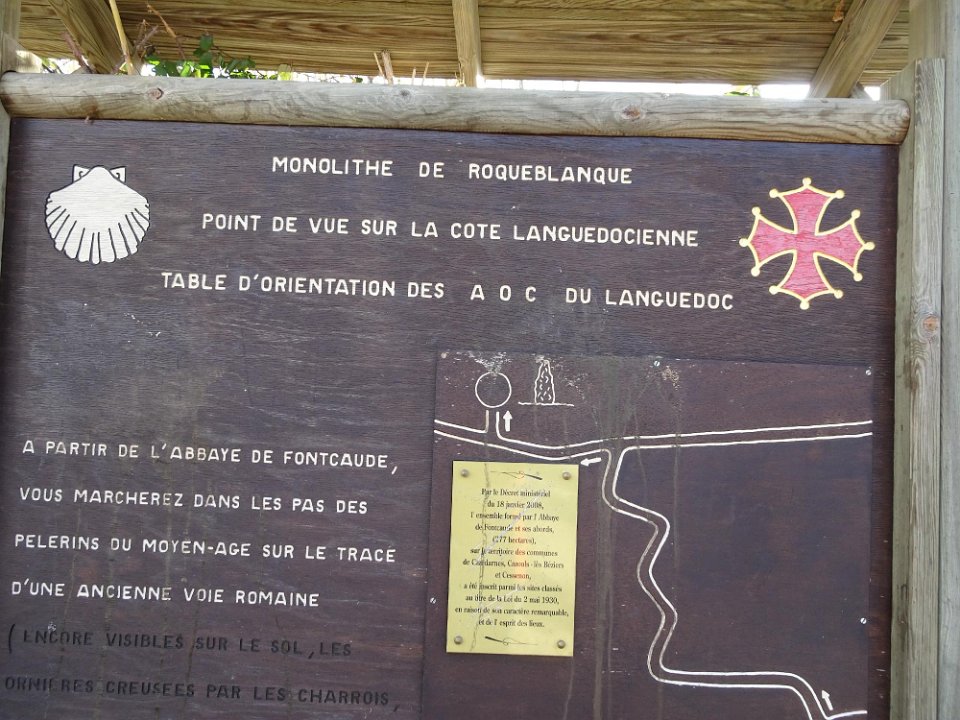 MONOLITHE DE ROQUEBLANQUE
POINT DE VUE SUR LA COTE LANGUEDOCIENNE
TABLE D'ORIENTATION DES A O C DU LANGUEDOC
A PARTIR DE L'ABBAYE DE FONTCAUDE,
VOUS MARCHEREZ DANS LES PAS DES
PELERINS DU MOYEN-AGE SUR LE TRACE
D'UNE ANCIENNE VOIE ROMAINE
(ENCORE VISIBLES SUR LE SOL, LES
ORNIERES CREUSEES PAR LES CHARROIS,
Par le Décret ministériel
du 18 janvier 2008,
l'ensemble formé par l'Abbaye
de Fontcaude et ses abords,
(277 hectares),
sur le territoire des communes
de Cazedarnes, Cazouls - lès Béziers
et Cessenon,
a été inscrit parmi les sites classés
au titre de la Loi du 2 mai 1930,
en raison de son caractère remarquable,
et de l'esprit des lieux.